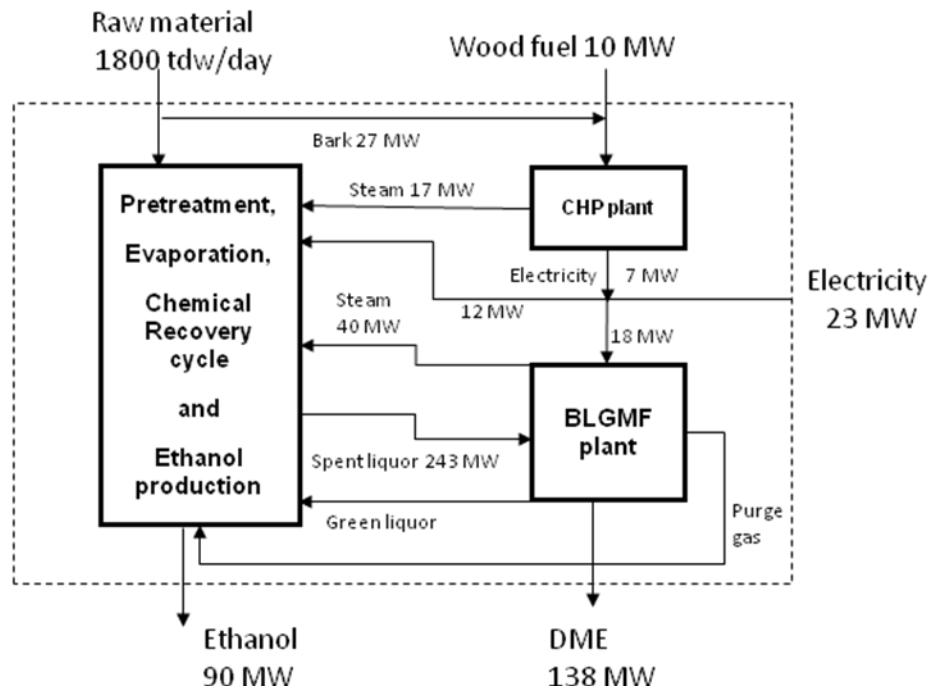 Raw material
1800 tdw/day
Wood fuel 10 MW
Bark 27 MW
Steam 17 MW
Pretreatment,
Evaporation,
Chemical
Recovery
cycle
and
Ethanol
production
CHP plant
Electricity
7 MW
Electricity
23 MW
12 MW
Steam
40 MW
18 MW
BLGMF
plant
Spent liquor 243 MW
Green liquor
Purge
gas
Ethanol
90 MW
DME
138 MW